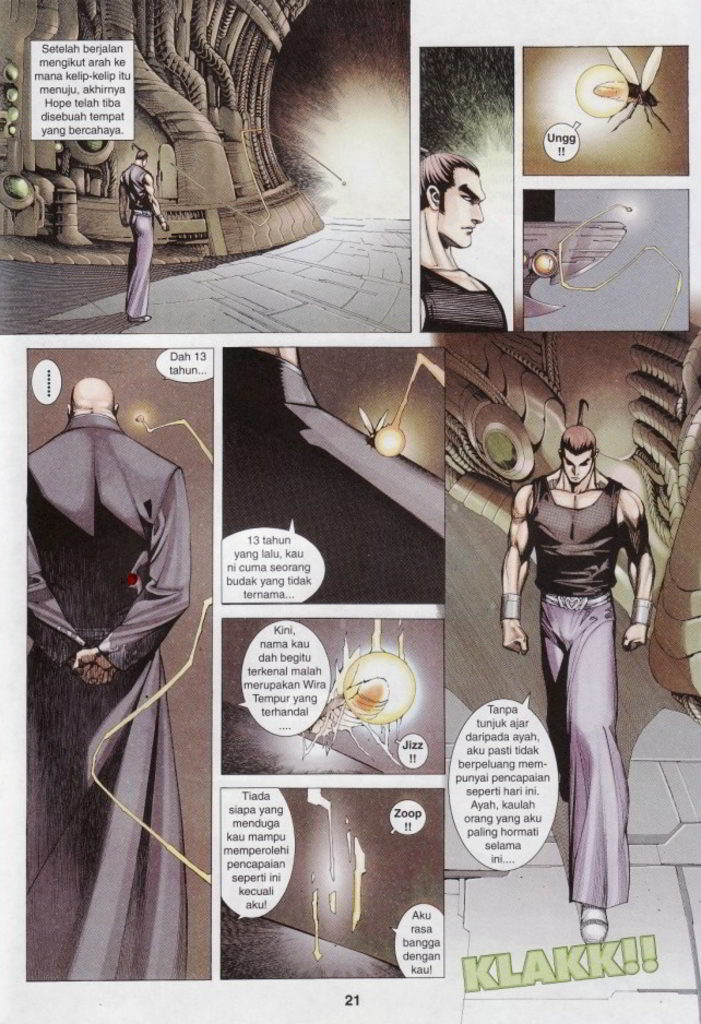 Setelah berjalan
mengikut arah ke
mana kelip-kelip itu
menuju, akhirnya
Hope telah tiba
disebuah tempat
yang bercahaya.
Ungg
!!
.......
Dah 13
tahun...
13 tahun
yang lalu, kau
ni cuma seorang
budak yang tidak
ternama...
Kini,
nama kau
dah begitu
terkenal malah
merupakan Wira
Tempur yang
terhandal
....
Jizz
!!
Tiada
siapa yang
menduga
kau mampu
memperolehi
pencapaian
seperti ini
kecuali
aku!
Zoop
!!
Aku
rasa
bangga
dengan
kau!
Tanpa
tunjuk ajar
daripada ayah,
aku pasti tidak
berpeluang mem-
punyai pencapaian
seperti hari ini.
Ayah, kaulah
orang yang aku
paling hormati
selama
ini....
KLAKK!!
21